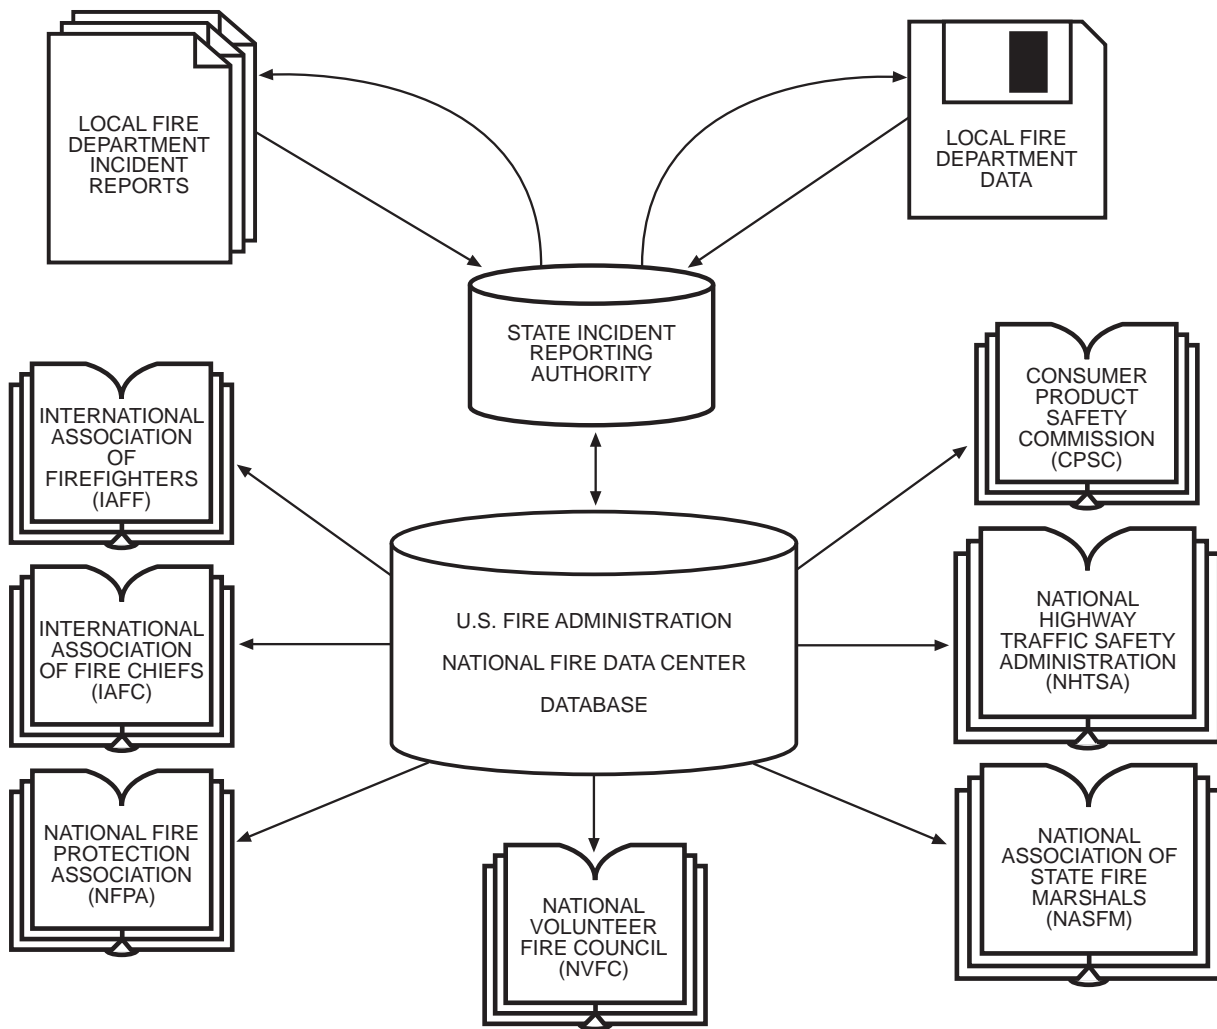 LOCAL FIRE
DEPARTMENT
INCIDENT
REPORTS
LOCAL FIRE
DEPARTMENT
DATA
STATE INCIDENT
REPORTING
AUTHORITY
INTERNATIONAL
ASSOCIATION
OF
FIREFIGHTERS
(IAFF)
CONSUMER
PRODUCT
SAFETY
COMMISSION
(CPSC)
INTERNATIONAL
ASSOCIATION
OF FIRE CHIEFS
(IAFC)
U.S. FIRE ADMINISTRATION
NATIONAL FIRE DATA CENTER
DATABASE
NATIONAL
HIGHWAY
TRAFFIC SAFETY
ADMINISTRATION
(NHTSA)
NATIONAL FIRE
PROTECTION
ASSOCIATION
(NFPA)
NATIONAL
VOLUNTEER
FIRE COUNCIL
(NVFC)
NATIONAL
ASSOCIATION OF
STATE FIRE
MARSHALS
(NASFM)